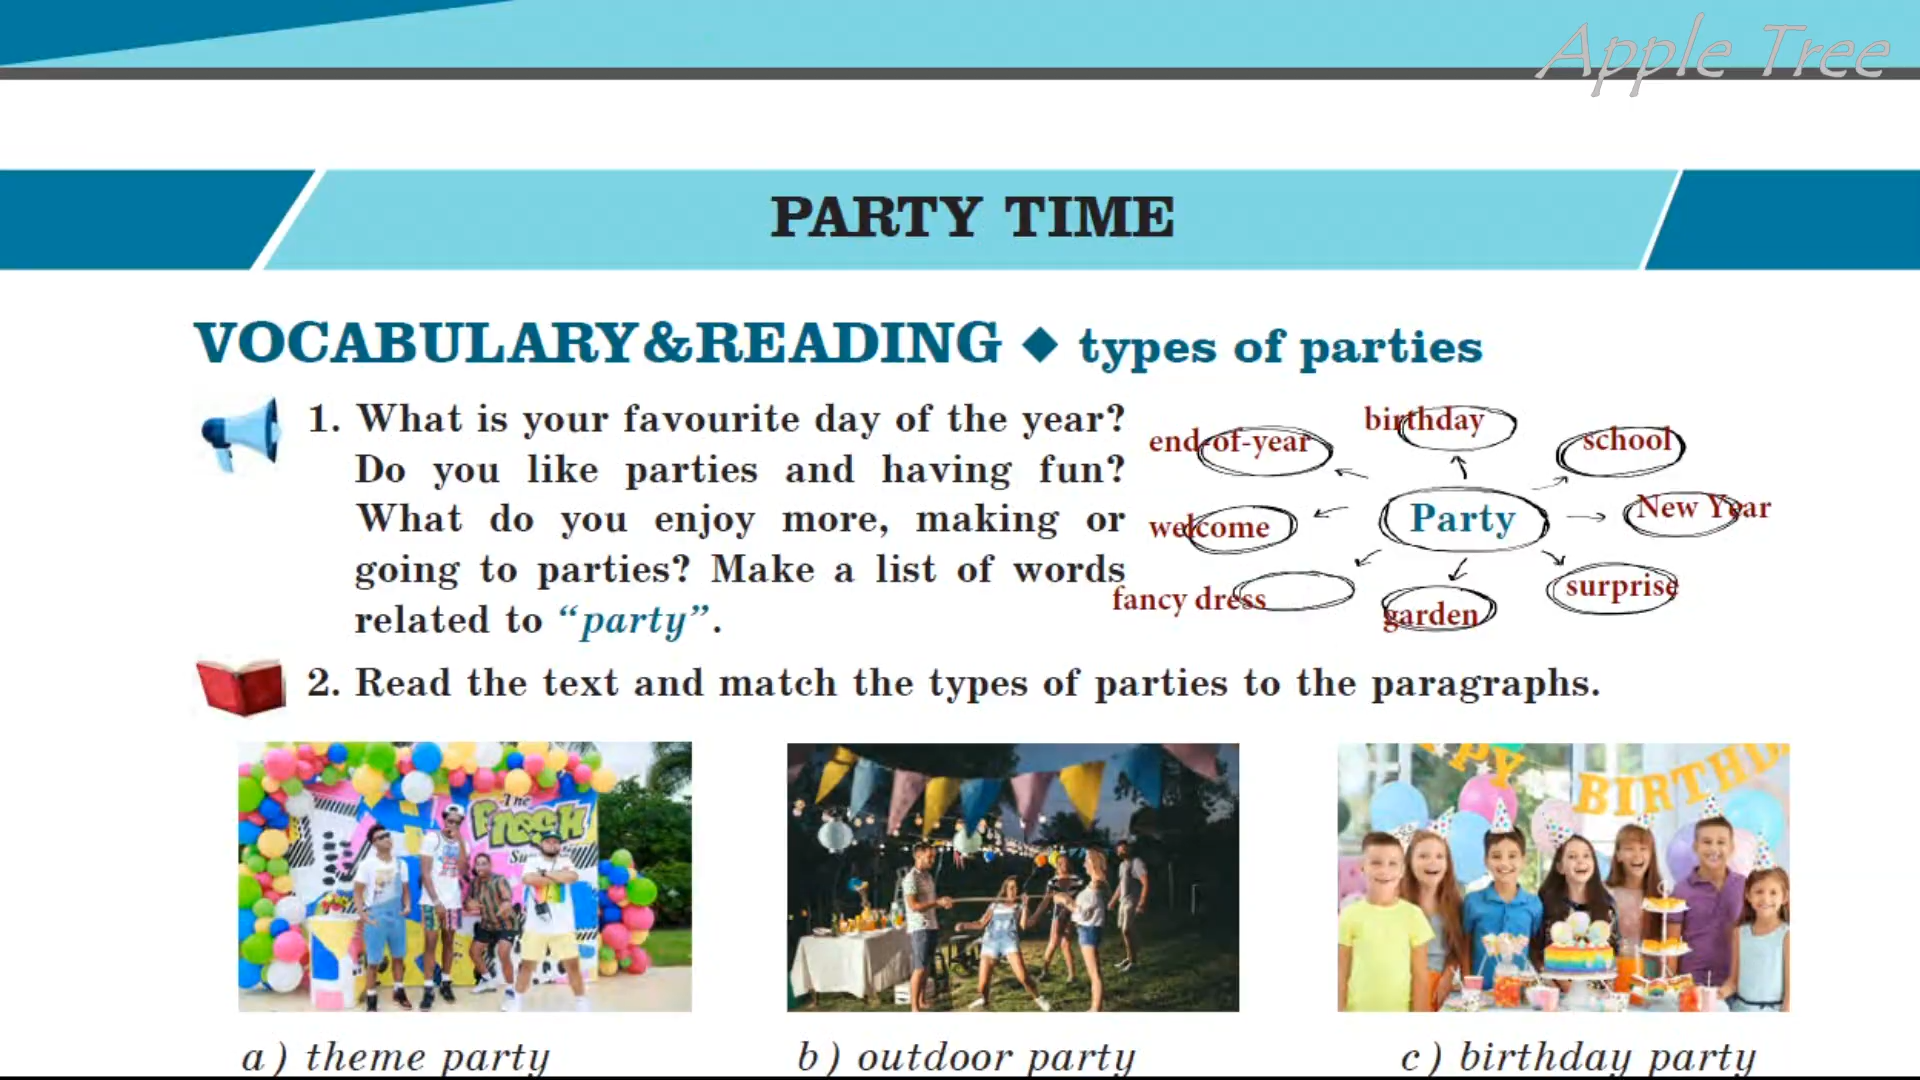 Apple Tree
PARTY TIME
VOCABULARY&READING ◆ types of parties
1. What is your favourite day of the year?
Do you like parties and having fun?
What do you enjoy more, making or
going to parties? Make a list of words
related to “party”.
birthday
end-of-year
school
welcome
Party
New Year
fancy dress
garden
surprise
2. Read the text and match the types of parties to the paragraphs.
The
FRESH
BIRTHD
a) theme party
b) outdoor party
c) birthday party